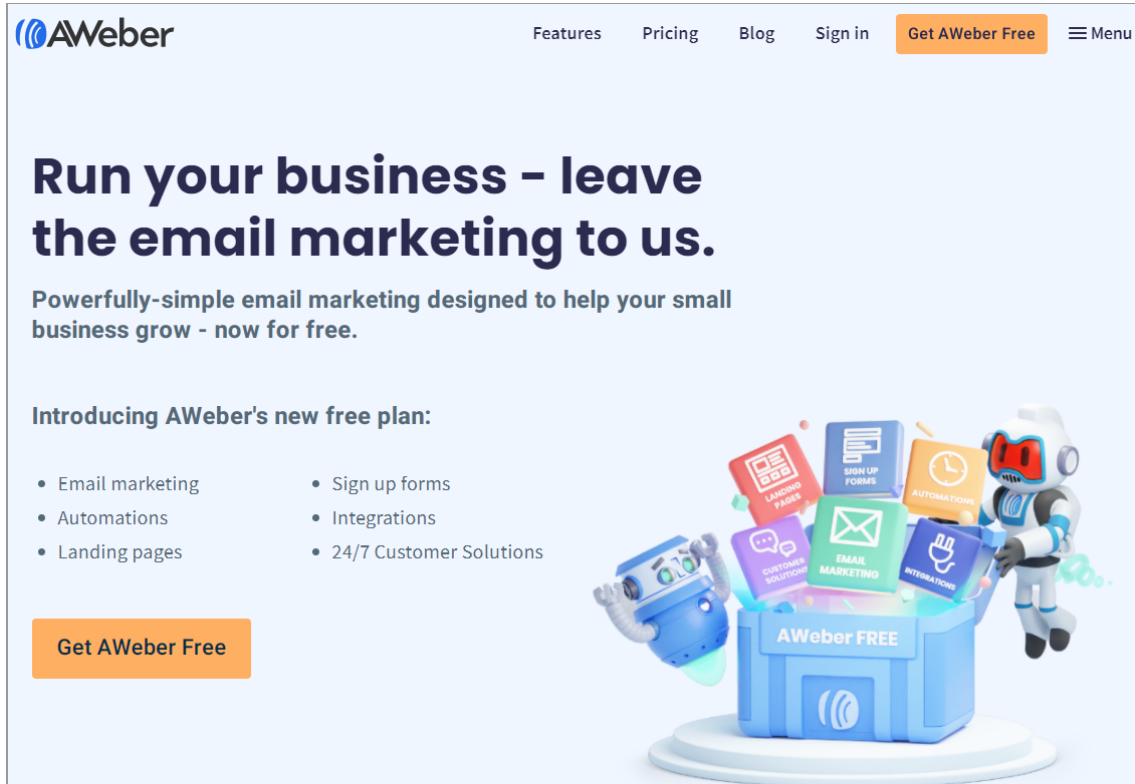 AWeber
Features Pricing Blog Sign in Get AWeber Free Menu
Run your business - leave
the email marketing to us.
Powerfully-simple email marketing designed to help your small
business grow - now for free.
Introducing AWeber's new free plan:
• Email marketing
• Automations
• Landing pages
• Sign up forms
• Integrations
• 24/7 Customer Solutions
Get AWeber Free
LANDING
PAGES
SIGN UP
FORMS
AUTOMATIONS
CUSTOMER
SOLUTIONS
EMAIL
MARKETING
INTEGRATIONS
AWeber FREE